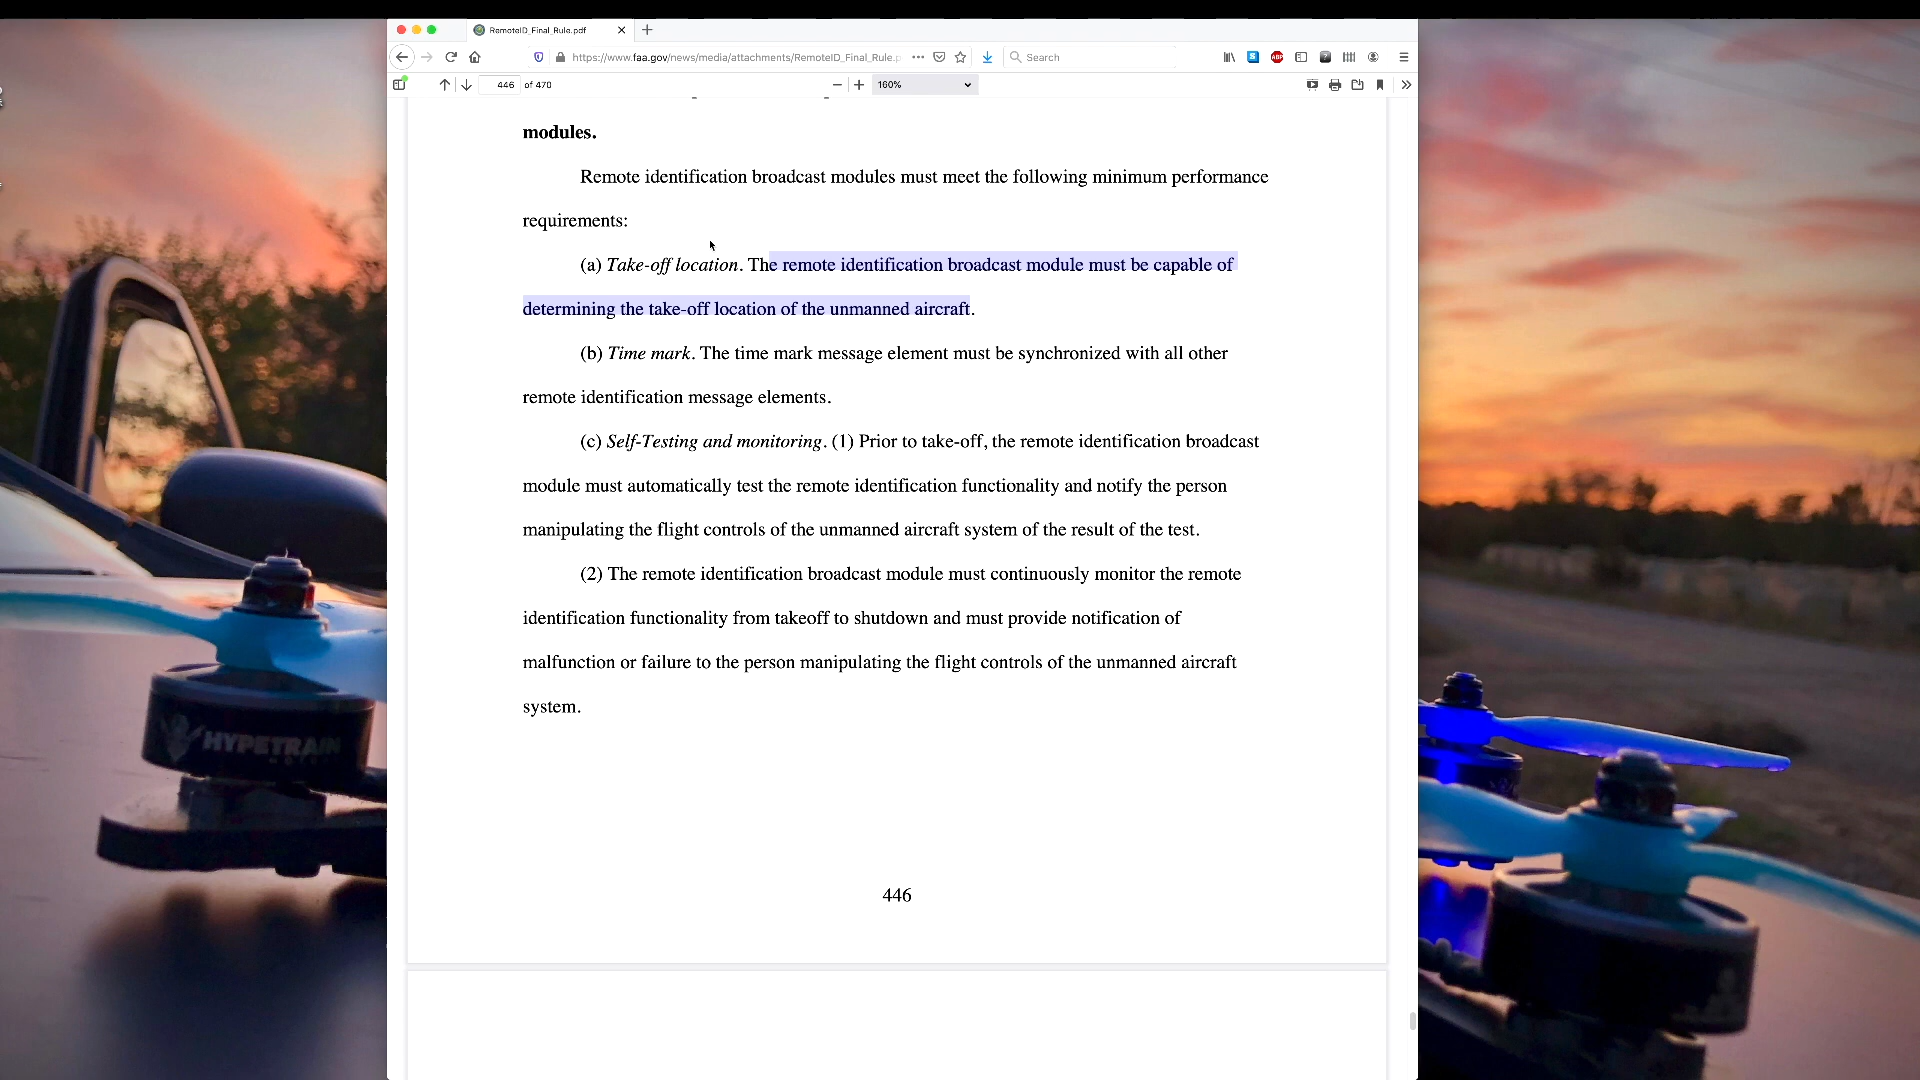 RemoteID_Final_Rule.pdf
https://www.faa.gov/news/media/attachments/RemoteID_Final_Rule.p
Search
446 of 470
160%
modules.
Remote identification broadcast modules must meet the following minimum performance
requirements:
(a) Take-off location. The remote identification broadcast module must be capable of
determining the take-off location of the unmanned aircraft.
(b) Time mark. The time mark message element must be synchronized with all other
remote identification message elements.
(c) Self-Testing and monitoring. (1) Prior to take-off, the remote identification broadcast
module must automatically test the remote identification functionality and notify the person
manipulating the flight controls of the unmanned aircraft system of the result of the test.
(2) The remote identification broadcast module must continuously monitor the remote
identification functionality from takeoff to shutdown and must provide notification of
malfunction or failure to the person manipulating the flight controls of the unmanned aircraft
system.
446
HYPETRAIN